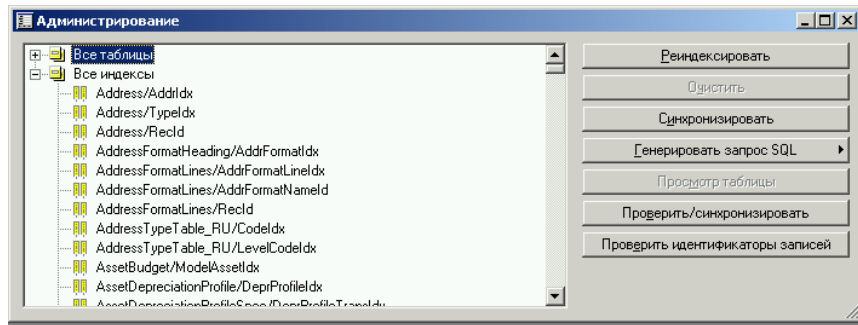 Администрирование
Все таблицы
Все индексы
Address/AddrIdx
Address/TypeIdx
Address/RecId
AddressFormatHeading/AddrFormatIdx
AddressFormatLines/AddrFormatLineIdx
AddressFormatLines/AddrFormatNameId
AddressFormatLines/RecId
AddressTypeTable_RU/CodeIdx
AddressTypeTable_RU/LevelCodeIdx
AssetBudget/ModelAssetIdx
AssetDepreciationProfile/DeprProfileIdx
AssetDepreciationProfileSpec/DeprProfileTransIdx
Реиндексировать
Очистить
Синхронизировать
Генерировать запрос SQL
Просмотр таблицы
Проверить/синхронизировать
Проверить идентификаторы записей